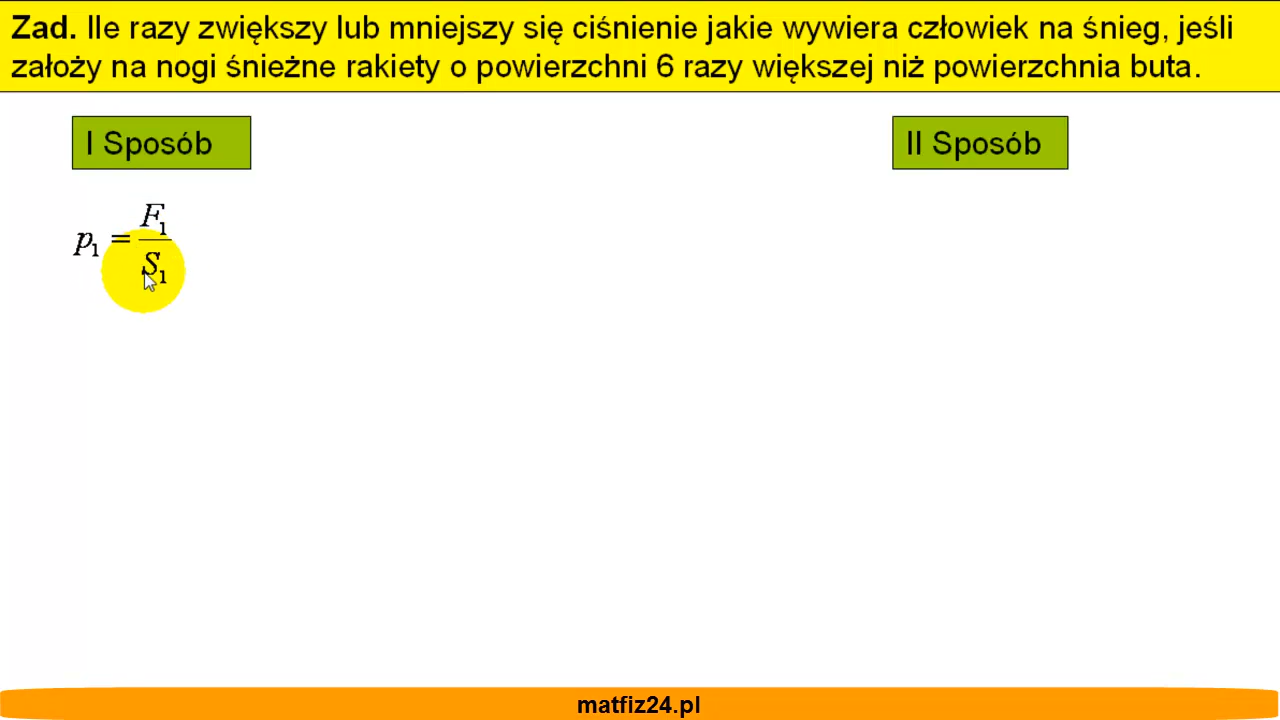 Zad. Ile razy zwiększy lub mniejszy się ciśnienie jakie wywiera człowiek na śnieg, jeśli
założy na nogi śnieżne rakiety o powierzchni 6 razy większej niż powierzchnia buta.
I Sposób
II Sposób
p₁ = F₁/S₁
matfiz24.pl